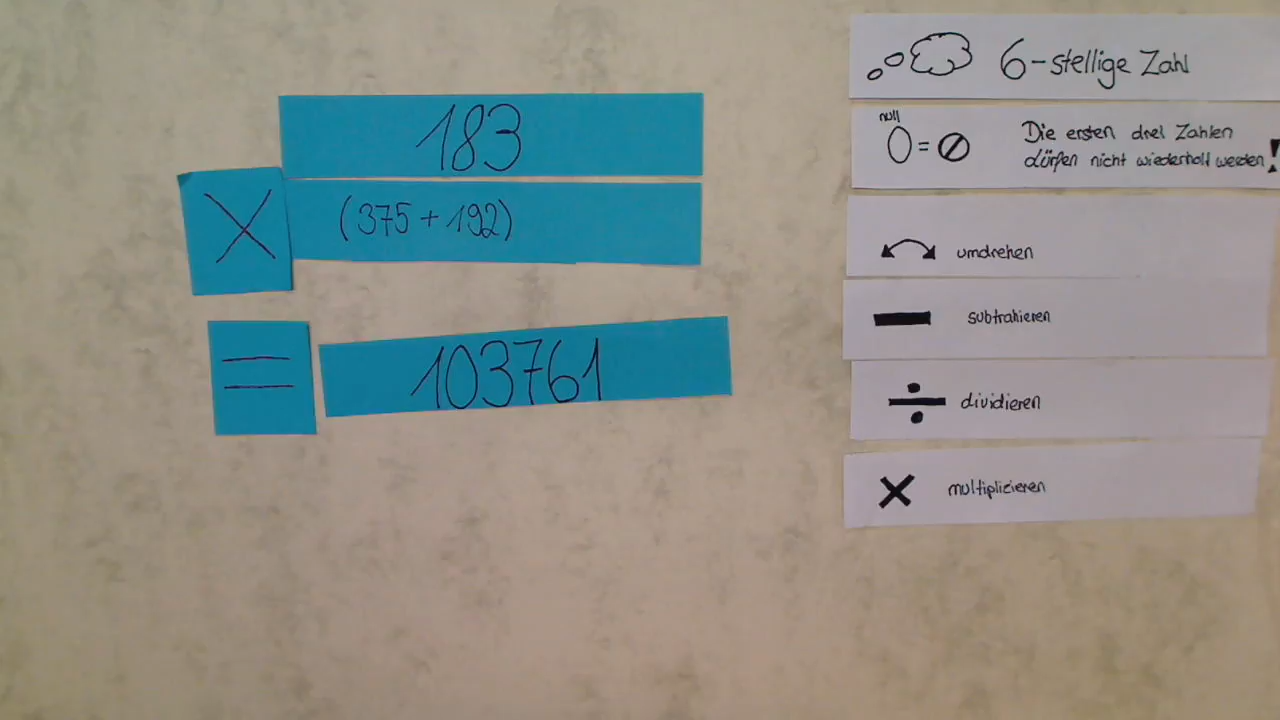 183
X (375 + 192)
= 103761
6-stellige Zahl
null
0 = Die ersten drei Zahlen
dürfen nicht wiederholt werden!
umdrehen
— subtrahieren
÷ dividieren
× multiplizieren